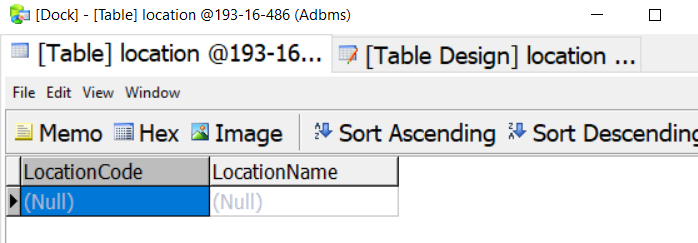 [Dock] - [Table] location @193-16-486 (Adbms)
[Table] location @193-16... [Table Design] location ...
File Edit View Window
Memo Hex Image Sort Ascending Sort Descending
LocationCode LocationName
(Null) (Null)